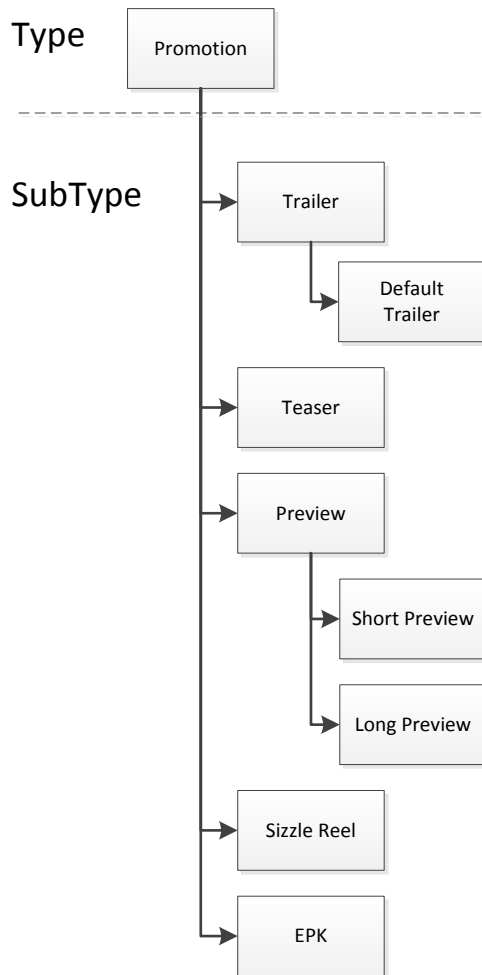 Type
Promotion
SubType
Trailer
Default
Trailer
Teaser
Preview
Short Preview
Long Preview
Sizzle Reel
EPK